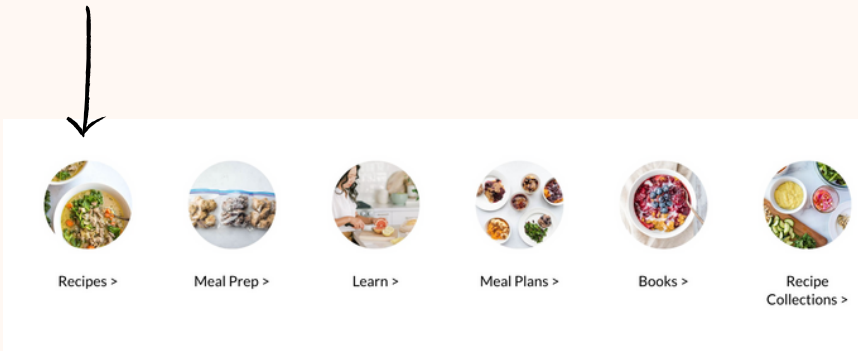 Recipes >
Meal Prep >
Learn >
Meal Plans >
Books >
Recipe
Collections >